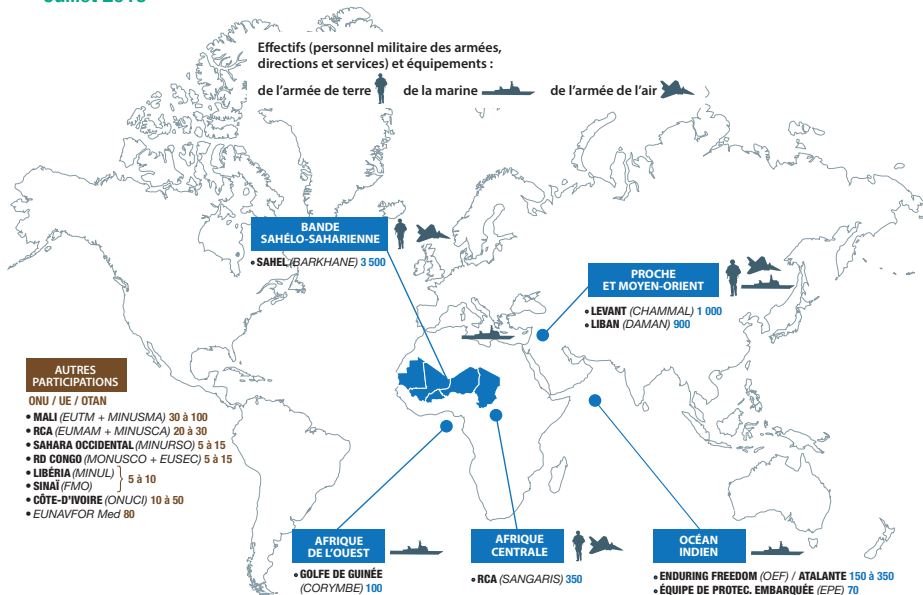 Juillet 201
Effectifs (personnel militaire des armées,
directions et services) et équipements :
de l'armée de terre de la marine de l'armée de l'air
BANDE
SAHÉLO-SAHARIENNE
• SAHEL (BARKHANE) 3 500
PROCHE
ET MOYEN-ORIENT
• LEVANT (CHAMMAL) 1 000
• LIBAN (DAMAN) 900
AUTRES
PARTICIPATIONS
ONU / UE / OTAN
• MALI (EUTM + MINUSMA) 30 à 100
• RCA (EUMAM + MINUSCA) 20 à 30
• SAHARA OCCIDENTAL (MINURSO) 5 à 15
• RD CONGO (MONUSCO + EUSEC) 5 à 15
• LIBÉRIA (MINUL)
• SINAÏ (FMO)
5 à 10
• CÔTE-D'IVOIRE (ONUCI) 10 à 50
• EUNAVFOR Med 80
AFRIQUE
DE L'OUEST
• GOLFE DE GUINÉE
(CORYMBE) 100
AFRIQUE
CENTRALE
• RCA (SANGARIS) 350
OCÉAN
INDIEN
• ENDURING FREEDOM (OEF) / ATALANTE 150 à 350
• ÉQUIPE DE PROTEC. EMBARQUÉE (EPE) 70